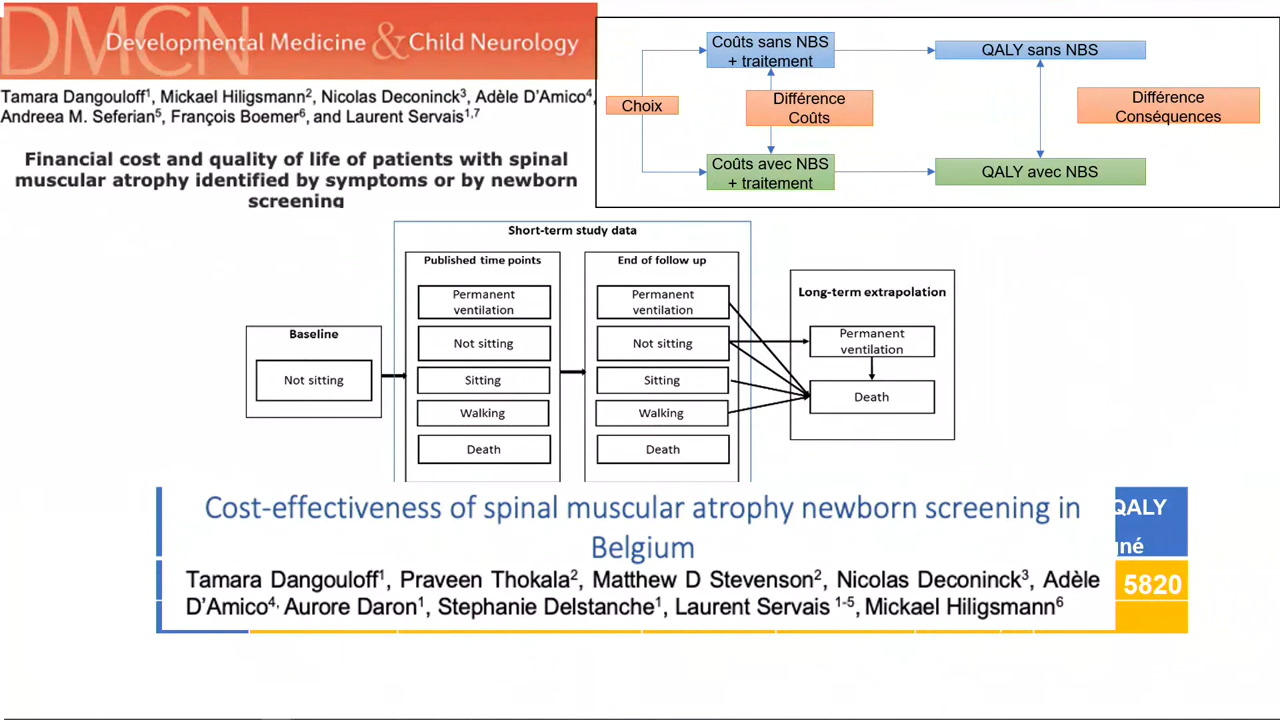 DMCN
Developmental Medicine & Child Neurology
Tamara Dangouloff¹, Mickael Hiligsmann², Nicolas Deconinck³, Adèle D'Amico⁴,
Andreea M. Seferian⁵, François Boemer⁶, and Laurent Servais¹,⁷
Financial cost and quality of life of patients with spinal
muscular atrophy identified by symptoms or by newborn
screening
Choix
Coûts sans NBS
+ traitement
Différence
Coûts
Coûts avec NBS
+ traitement
QALY sans NBS
QALY avec NBS
Différence
Conséquences
Short-term study data
Baseline
Not sitting
Published time points
Permanent
ventilation
Not sitting
Sitting
Walking
Death
End of follow up
Permanent
ventilation
Not sitting
Sitting
Walking
Death
Long-term extrapolation
Permanent
ventilation
Death
Cost-effectiveness of spinal muscular atrophy newborn screening in
Belgium
Tamara Dangouloff¹, Praveen Thokala², Matthew D Stevenson², Nicolas Deconinck³, Adèle
D'Amico⁴, Aurore Daron¹, Stephanie Delstanche¹, Laurent Servais ¹⁻⁵, Mickael Hiligsmann⁶
QALY
5820